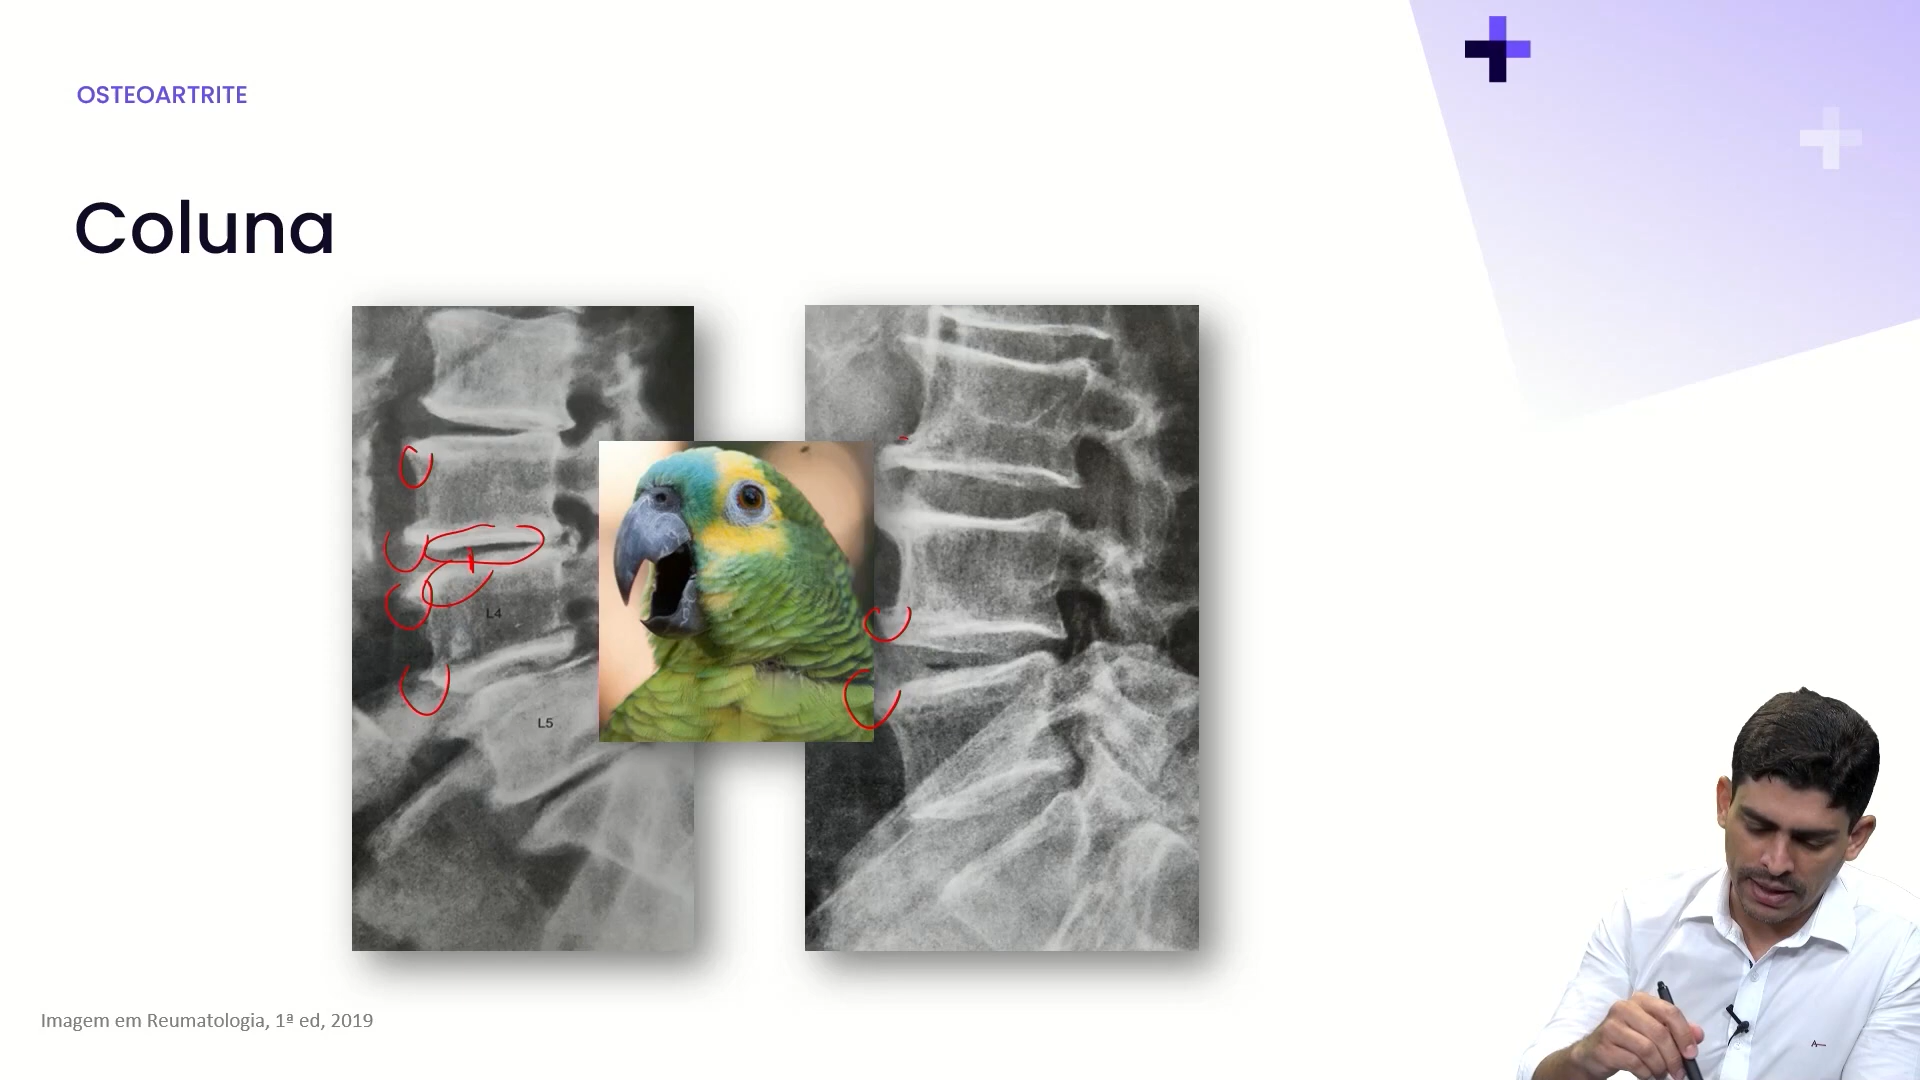 OSTEOARTRITE
Coluna
L4
L5
Imagem em Reumatologia, 1ª ed, 2019